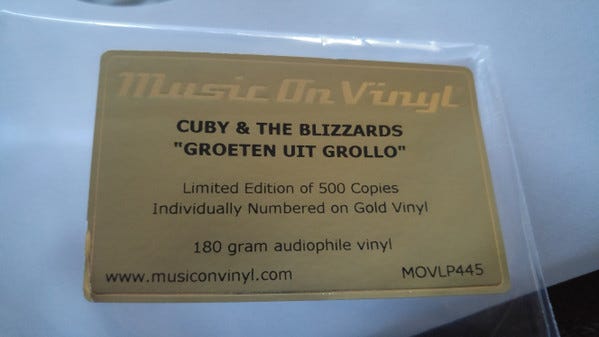 Music On Vinyl
CUBY & THE BLIZZARDS
"GROETEN UIT GROLLO"
Limited Edition of 500 Copies
Individually Numbered on Gold Vinyl
180 gram audiophile vinyl
www.musiconvinyl.com MOVLP445